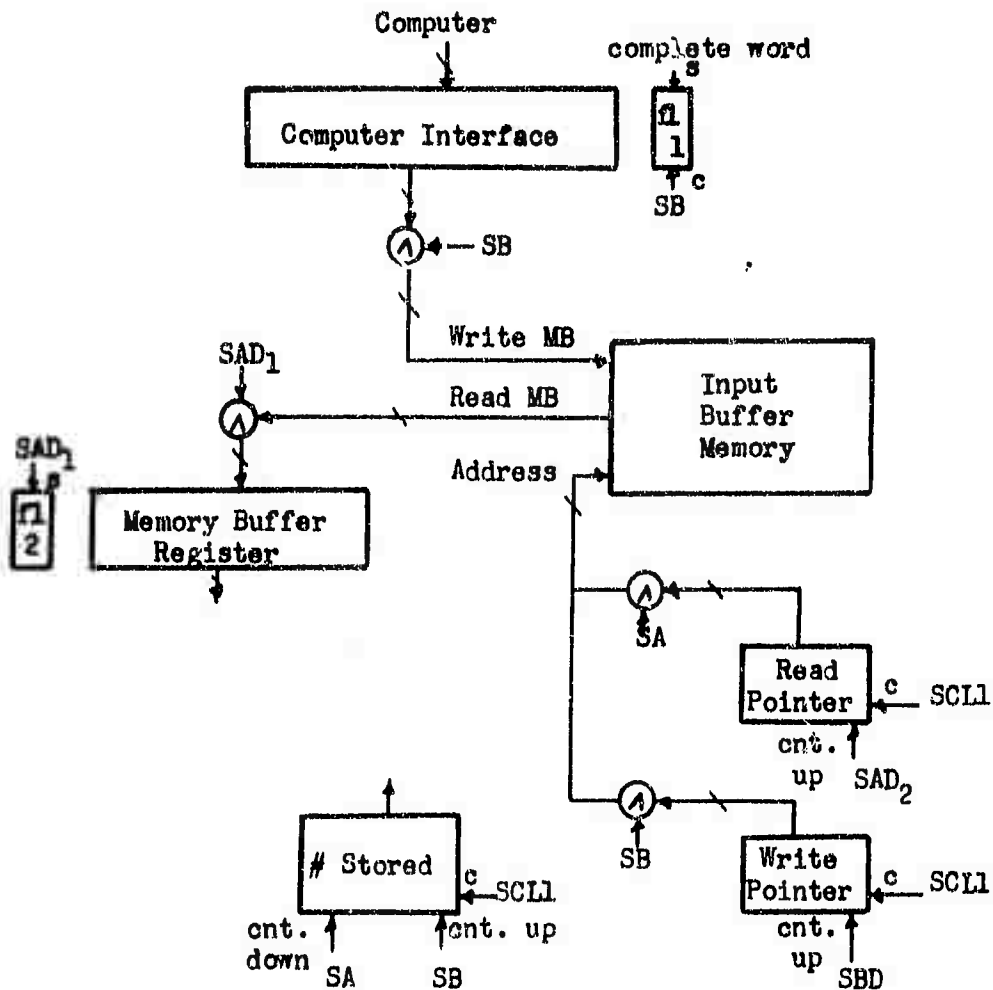 Computer
complete word
s
Computer Interface
fl
1
c
SB
Λ
SB
Write MB
SAD1
Read MB
Λ
Input
Buffer
Memory
Address
SAD1
s
fl
2
Memory Buffer
Register
Λ
SA
Read
Pointer
c
SCL1
cnt.
up
SAD2
Λ
SB
Write
Pointer
c
SCL1
cnt.
up
SBD
# Stored
c
SCL1
cnt.
down
cnt. up
SA
SB